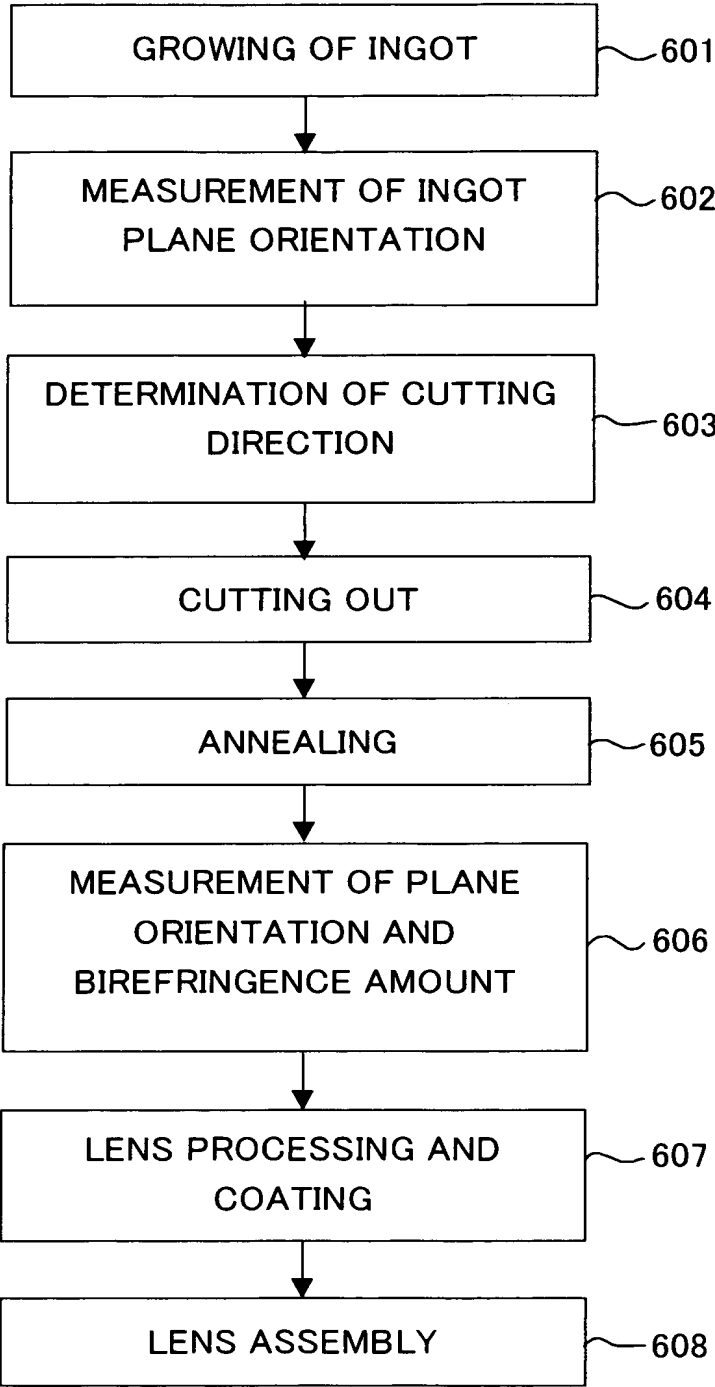 GROWING OF INGOT
601
MEASUREMENT OF INGOT
PLANE ORIENTATION
602
DETERMINATION OF CUTTING
DIRECTION
603
CUTTING OUT
604
ANNEALING
605
MEASUREMENT OF PLANE
ORIENTATION AND
BIREFRINGENCE AMOUNT
606
LENS PROCESSING AND
COATING
607
LENS ASSEMBLY
608